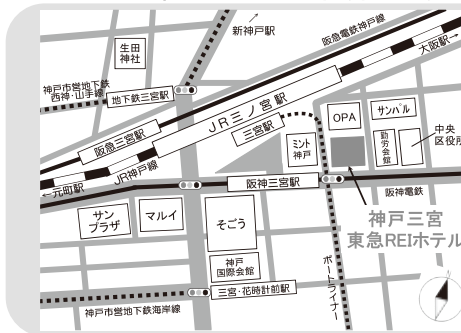 新神戸駅
阪急電鉄神戸線
大阪駅→
生田
神社
神戸市営地下鉄
西神・山手線
地下鉄三宮駅
JR三ノ宮駅
三宮駅
OPA
サンパル
阪急三宮駅
ミント
神戸
勤労
会館
中央
区役所
JR神戸線
←元町駅
阪神三宮駅
阪神電鉄
サン
プラザ
マルイ
そごう
神戸三宮
東急REIホテル
神戸
国際会館
ポートライナー
三宮・花時計前駅
神戸市営地下鉄海岸線